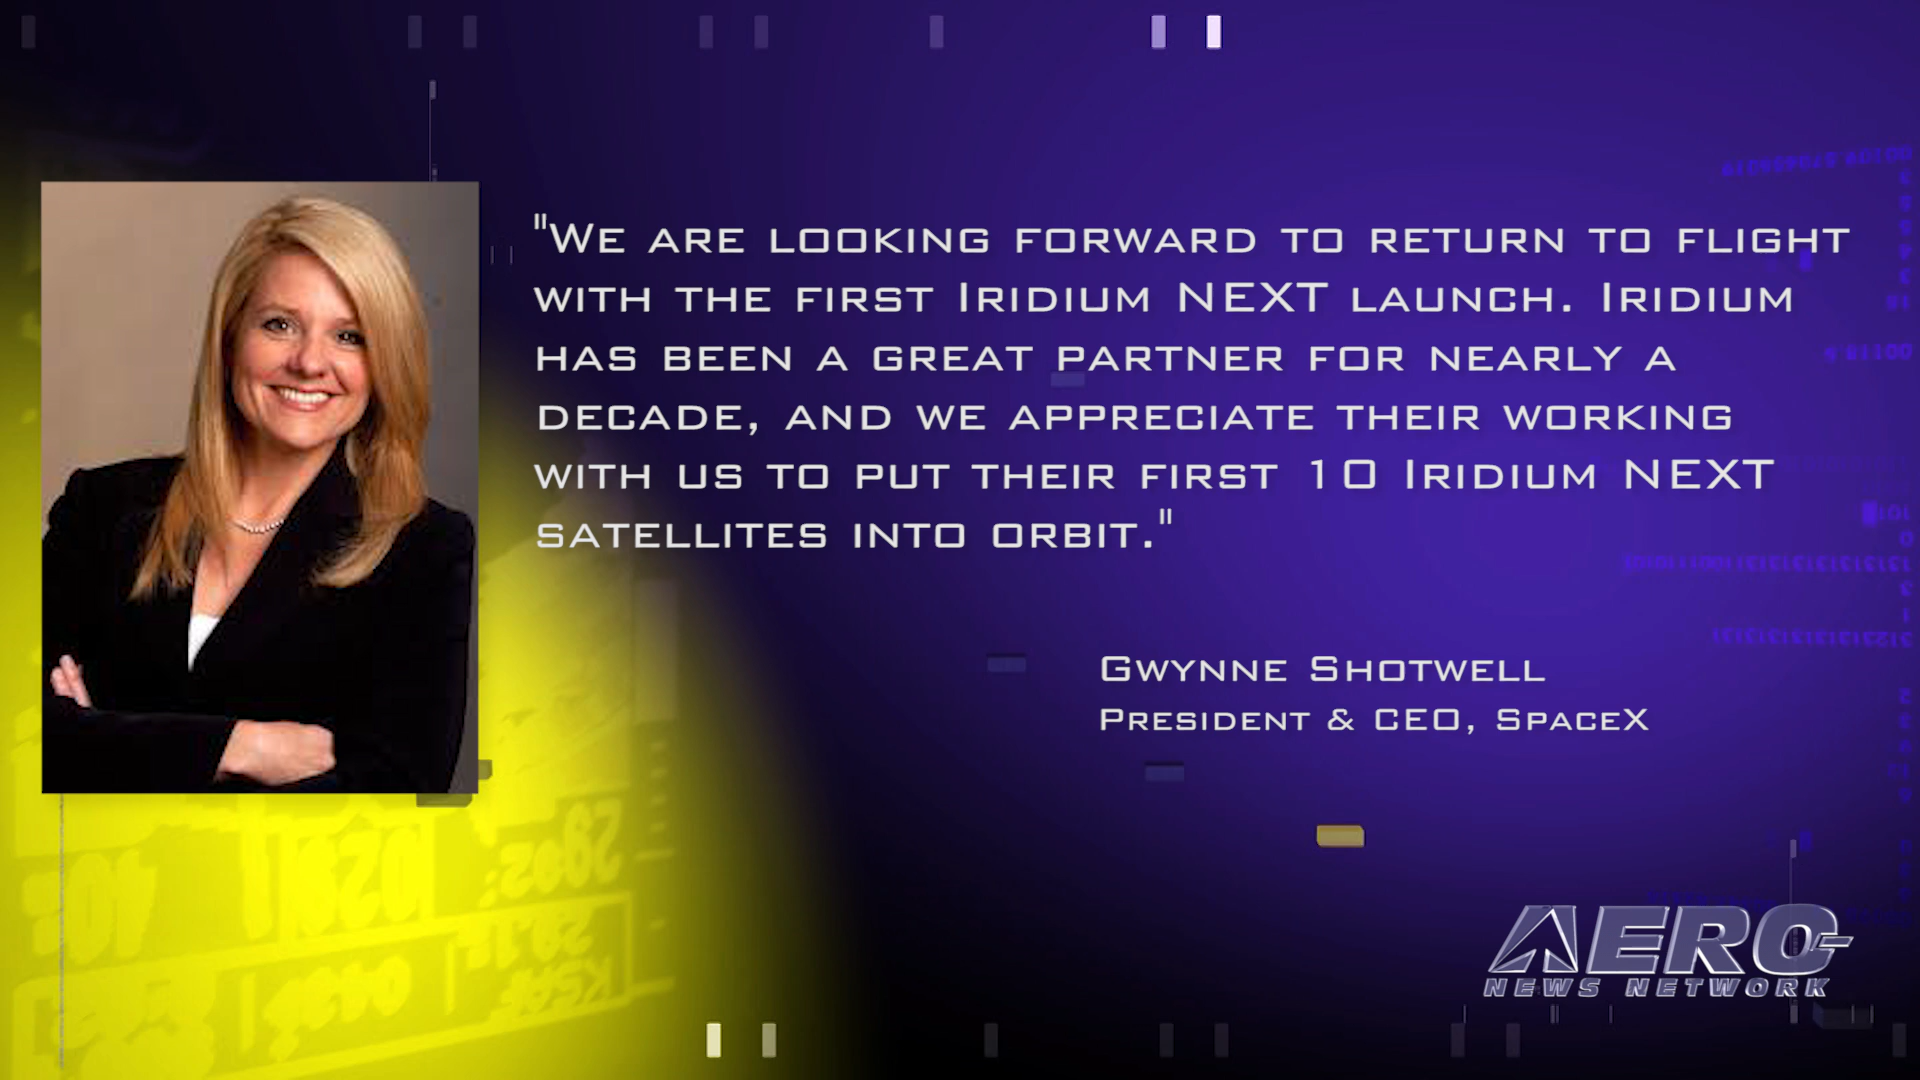 "We are looking forward to return to flight
with the first Iridium NEXT launch. Iridium
has been a great partner for nearly a
decade, and we appreciate their working
with us to put their first 10 Iridium NEXT
satellites into orbit."
Gwynne Shotwell
President & CEO, SpaceX
AERO-
NEWS NETWORK